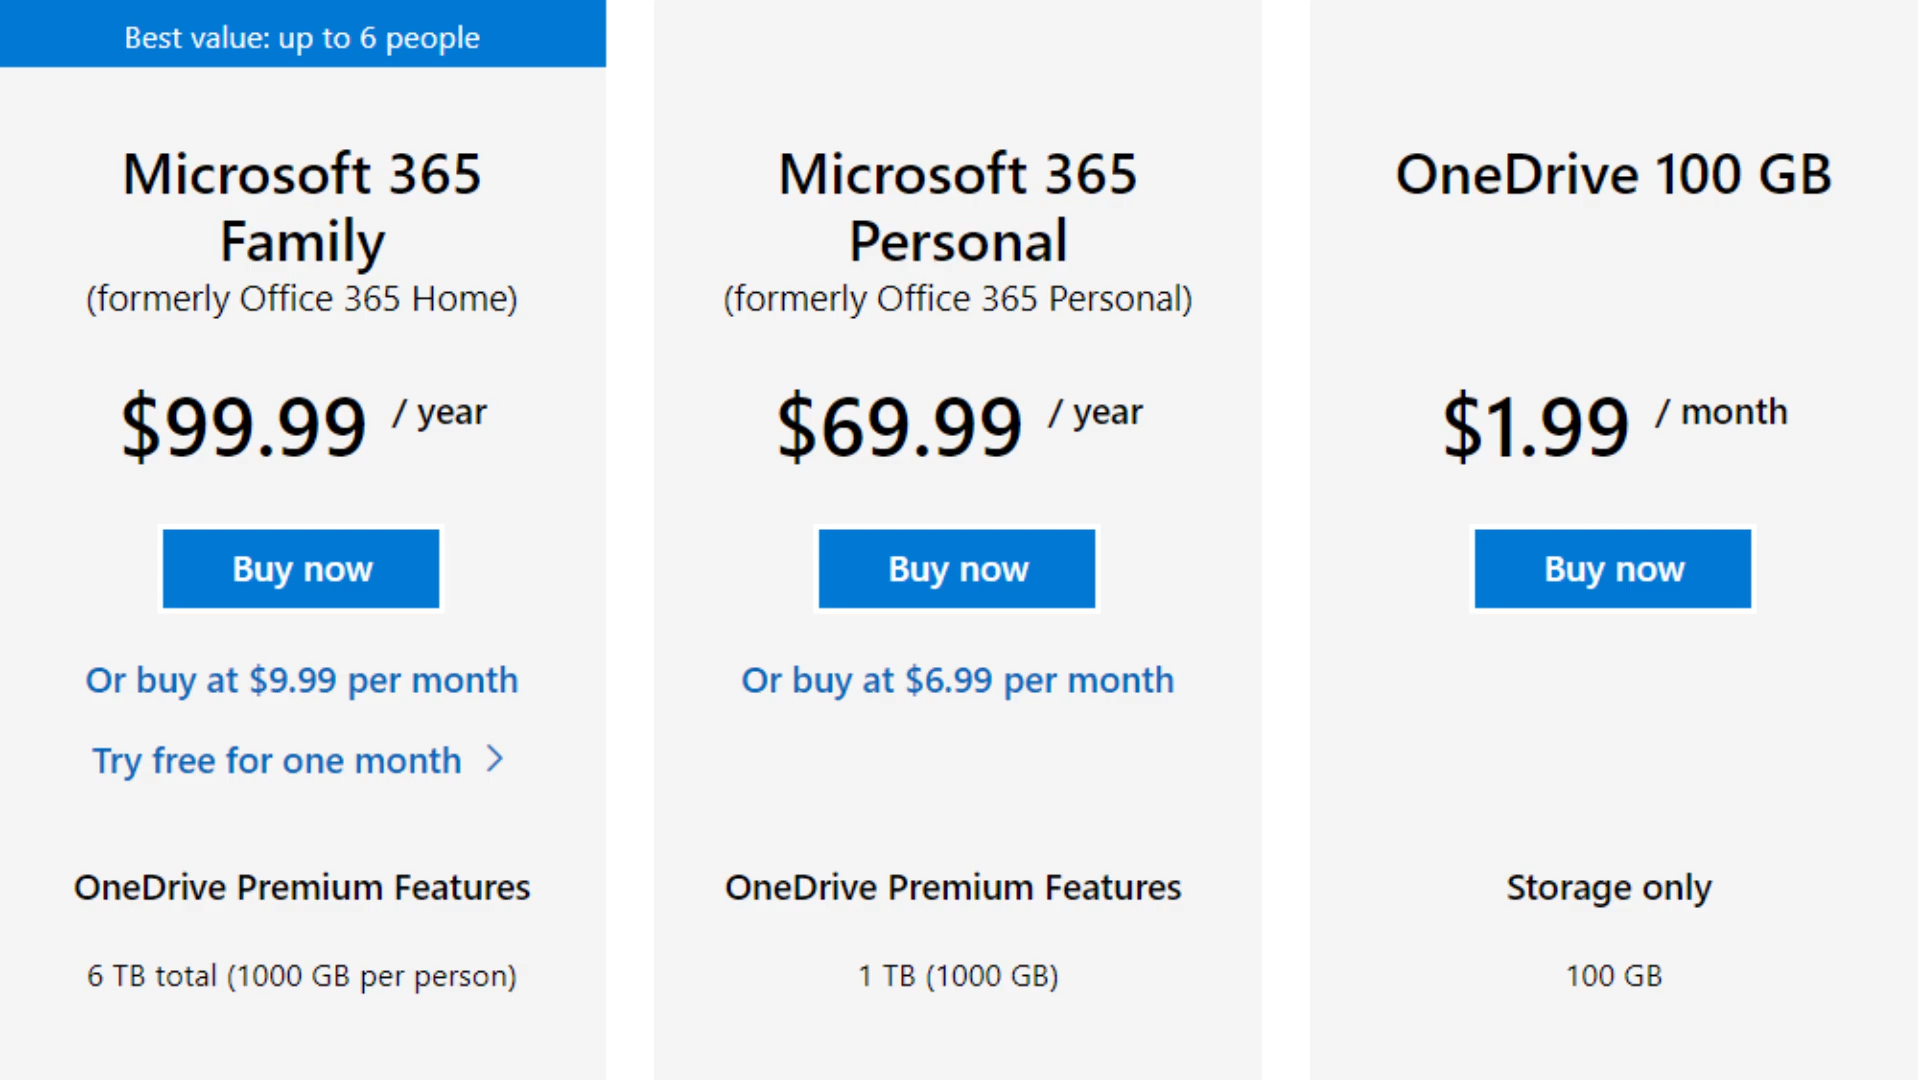 Best value: up to 6 people
Microsoft 365
Family
(formerly Office 365 Home)
$99.99 / year
Buy now
Or buy at $9.99 per month
Try free for one month >
OneDrive Premium Features
6 TB total (1000 GB per person)
Microsoft 365
Personal
(formerly Office 365 Personal)
$69.99 / year
Buy now
Or buy at $6.99 per month
OneDrive Premium Features
1 TB (1000 GB)
OneDrive 100 GB
$1.99 / month
Buy now
Storage only
100 GB